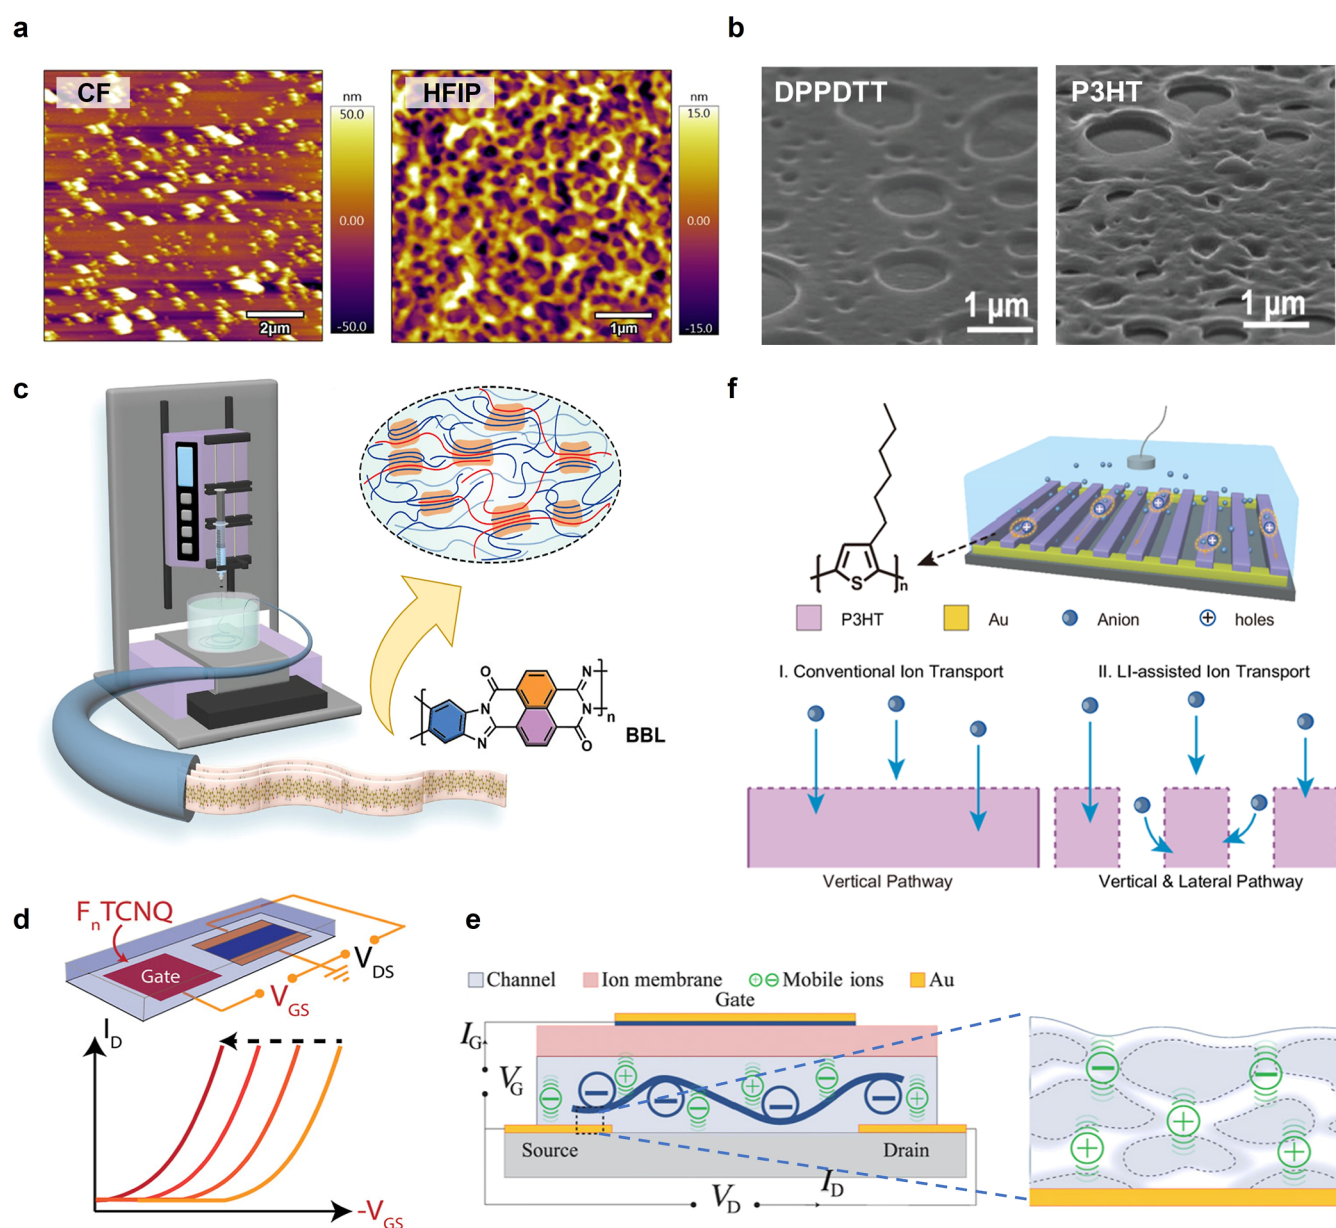 a
CF
nm
50.0
0.00
-50.0
2μm
HFIP
nm
15.0
0.00
-15.0
1μm
b
DPPDTT
1 μm
P3HT
1 μm
c
O
N
N
N
N
O
n
BBL
f
S
n
P3HT
Au
Anion
+ holes
I. Conventional Ion Transport
II. LI-assisted Ion Transport
Vertical Pathway
Vertical & Lateral Pathway
d
FnTCNQ
Gate
VDS
VGS
ID
-VGS
e
Channel
Ion membrane
Mobile ions
Au
Gate
IG
VG
Source
Drain
VD
ID